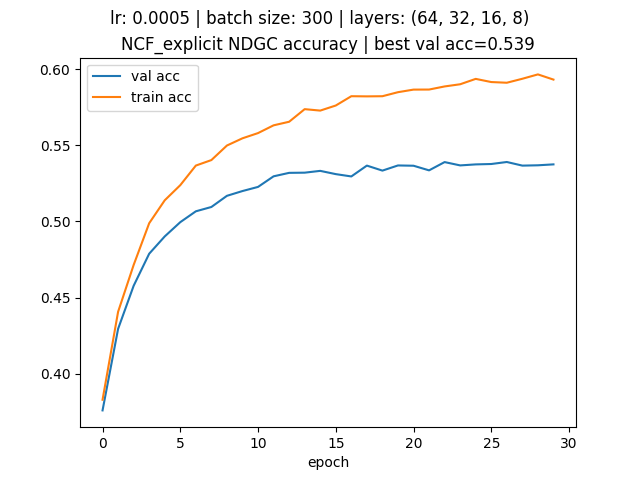 lr: 0.0005 | batch size: 300 | layers: (64, 32, 16, 8)
NCF_explicit NDGC accuracy | best val acc=0.539
val acc
train acc
0.60
0.55
0.50
0.45
0.40
0 5 10 15 20 25 30
epoch